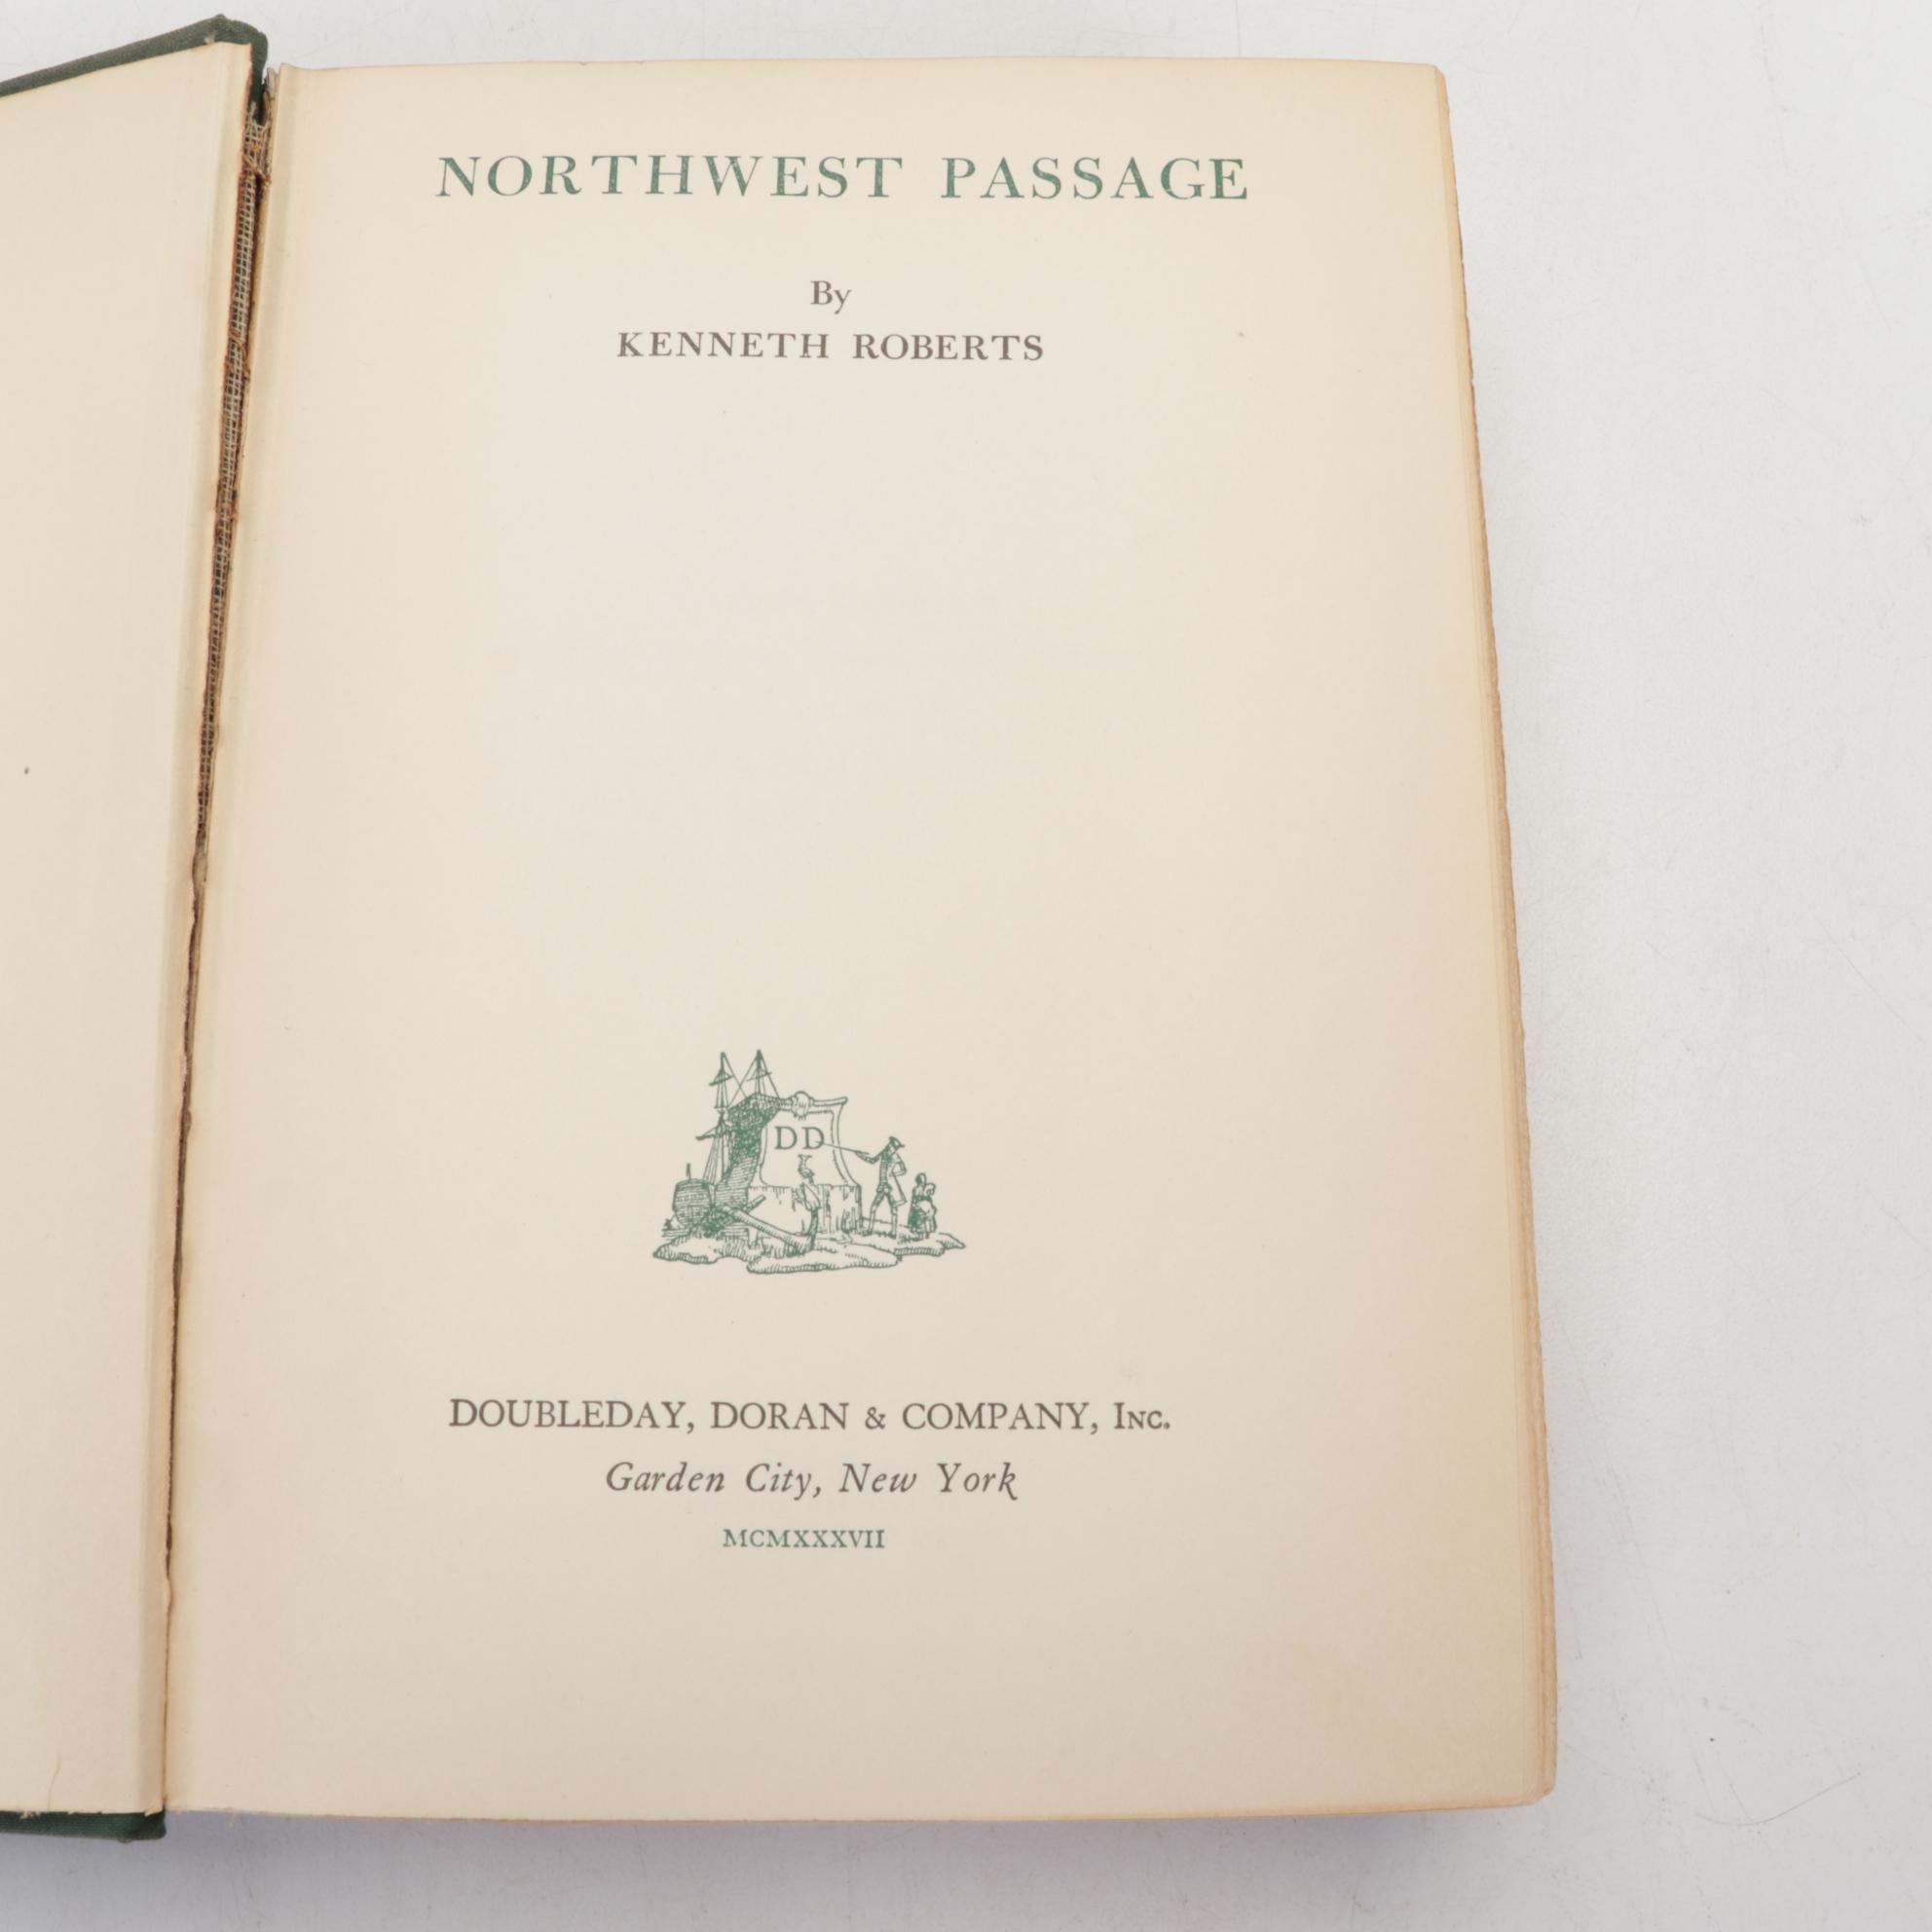 NORTHWEST PASSAGE
By
KENNETH ROBERTS
DD
DOUBLEDAY, DORAN & COMPANY, INC.
Garden City, New York
MCMXXXVII